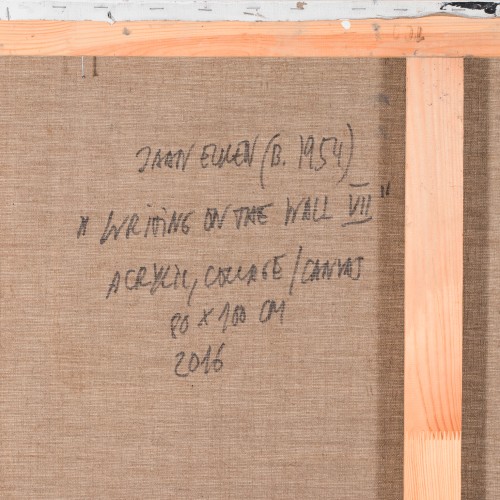 JAAN ELKEN (B. 1954)
"WRITING ON THE WALL VII"
ACRYLIC, COLLAGE/CANVAS
80 X 100 CM
2016